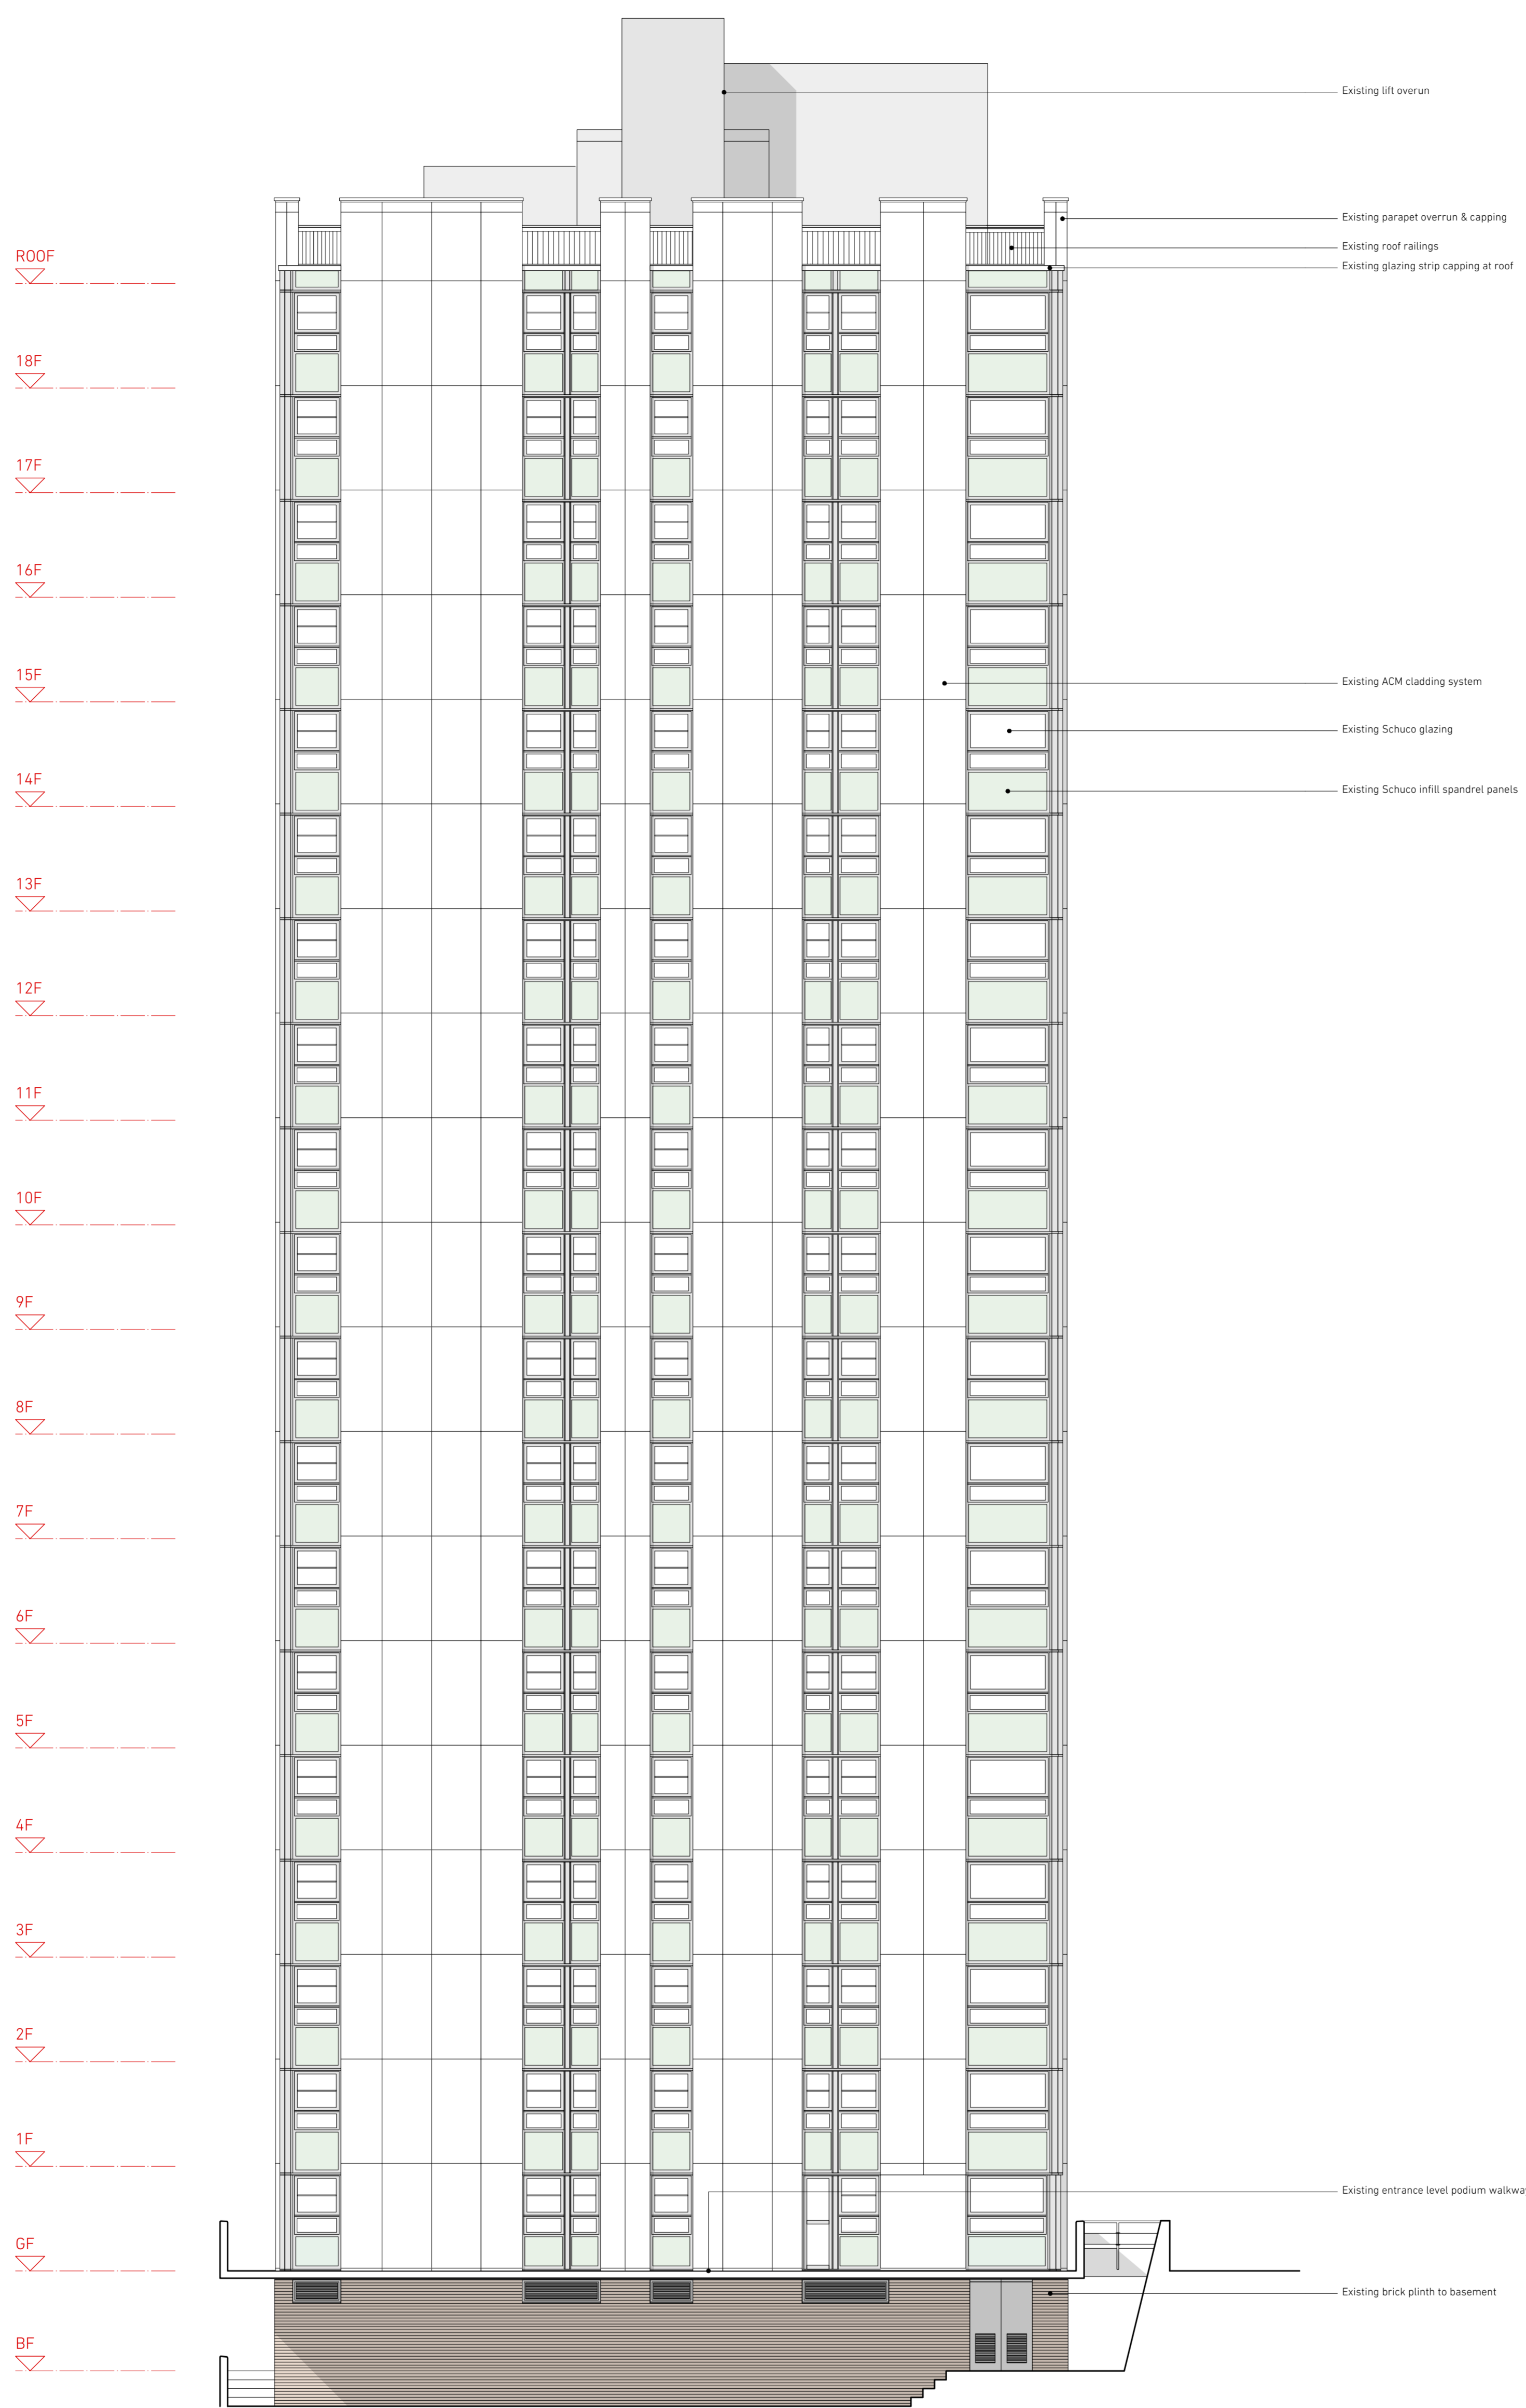 Existing lift overun
Existing parapet overrun & capping
Existing roof railings
ROOF
Existing glazing strip capping at roof
18F
17F
16F
15F
Existing ACM cladding system
Existing Schuco glazing
14F
Existing Schuco infill spandrel panels
13F
12F
11F
10F
9F
8F
7F
6F
5F
4F
3F
2F
1F
Existing entrance level podium walkwa
GF
Existing brick plinth to basement
BF